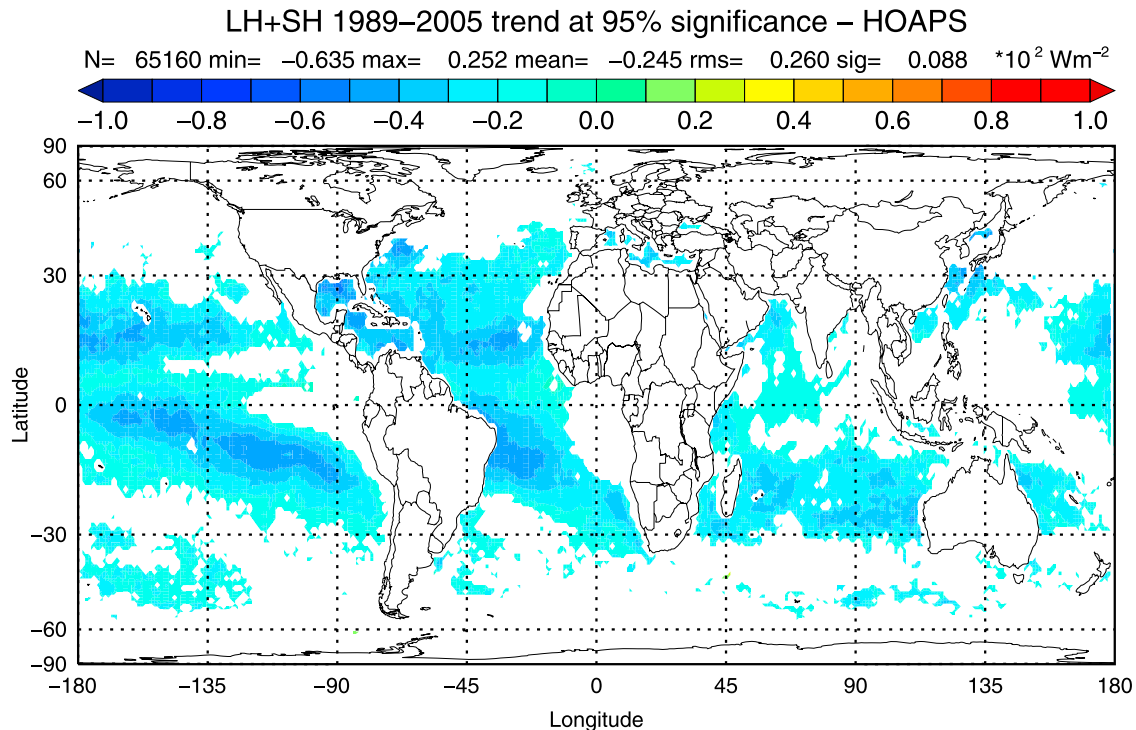 LH+SH 1989−2005 trend at 95% significance − HOAPS
N= 65160 min= −0.635 max= 0.252 mean= −0.245 rms= 0.260 sig= 0.088 *10² Wm⁻²
−1.0 −0.8 −0.6 −0.4 −0.2 0.0 0.2 0.4 0.6 0.8 1.0
90
60
30
0
−30
−60
−90
Latitude
−180 −135 −90 −45 0 45 90 135 180
Longitude